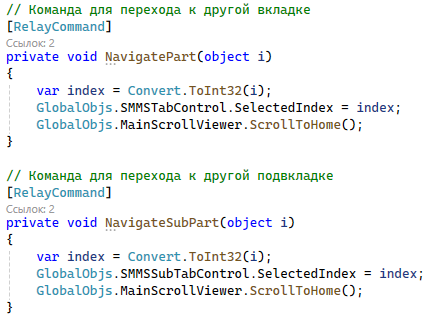 // Команда для перехода к другой вкладке
[RelayCommand]
Ссылок: 2
private void NavigatePart(object i)
{
var index = Convert.ToInt32(i);
GlobalObjs.SMMSTabControl.SelectedIndex = index;
GlobalObjs.MainScrollViewer.ScrollToHome();
}
// Команда для перехода к другой подвкладке
[RelayCommand]
Ссылок: 2
private void NavigateSubPart(object i)
{
var index = Convert.ToInt32(i);
GlobalObjs.SMMSSubTabControl.SelectedIndex = index;
GlobalObjs.MainScrollViewer.ScrollToHome();
}